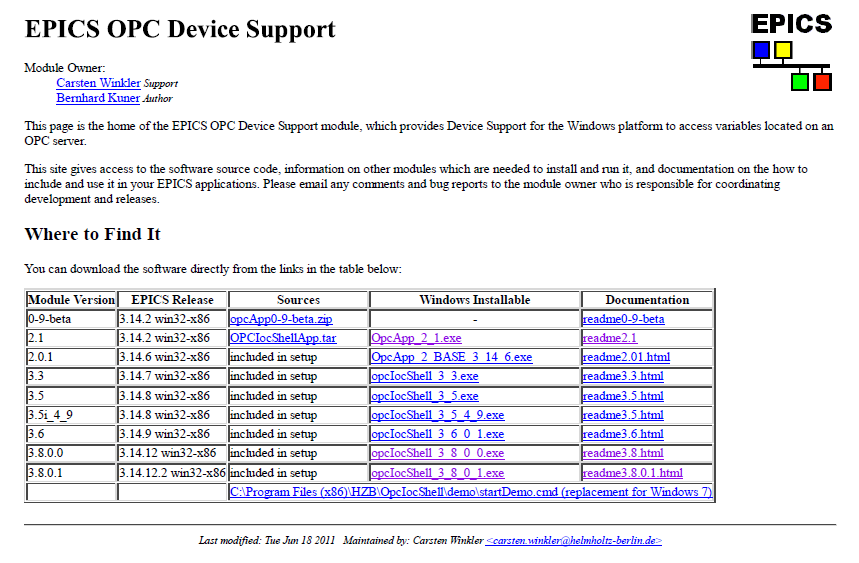 EPICS OPC Device Support
EPICS
Module Owner:
Carsten Winkler Support
Bernhard Kuner Author
This page is the home of the EPICS OPC Device Support module, which provides Device Support for the Windows platform to access variables located on an
OPC server.
This site gives access to the software source code, information on other modules which are needed to install and run it, and documentation on the how to
include and use it in your EPICS applications. Please email any comments and bug reports to the module owner who is responsible for coordinating
development and releases.
Where to Find It
You can download the software directly from the links in the table below:
Module Version EPICS Release Sources Windows Installable Documentation
0-9-beta 3.14.2 win32-x86 opcApp0-9-beta.zip - readme0-9-beta
2.1 3.14.2 win32-x86 OPCIocShellApp.tar OpcApp_2_1.exe readme2.1
2.0.1 3.14.6 win32-x86 included in setup OpcApp_2_BASE_3_14_6.exe readme2.01.html
3.3 3.14.7 win32-x86 included in setup opcIocShell_3_3.exe readme3.3.html
3.5 3.14.8 win32-x86 included in setup opcIocShell_3_5.exe readme3.5.html
3.5i_4_9 3.14.8 win32-x86 included in setup opcIocShell_3_5_4_9.exe readme3.5.html
3.6 3.14.9 win32-x86 included in setup opcIocShell_3_6_0_1.exe readme3.6.html
3.8.0.0 3.14.12 win-x86 included in setup opcIocShell_3_8_0_0.exe readme3.8.html
3.8.0.1 3.14.12.2 win32-x86 included in setup opcIocShell_3_8_0_1.exe readme3.8.0.1.html
C:\Program Files (x86)\HZB\OpcIocShell\demo\startDemo.cmd (replacement for Windows 7)
Last modified: Tue Jun 18 2011 Maintained by: Carsten Winkler <carsten.winkler@helmholtz-berlin.de>